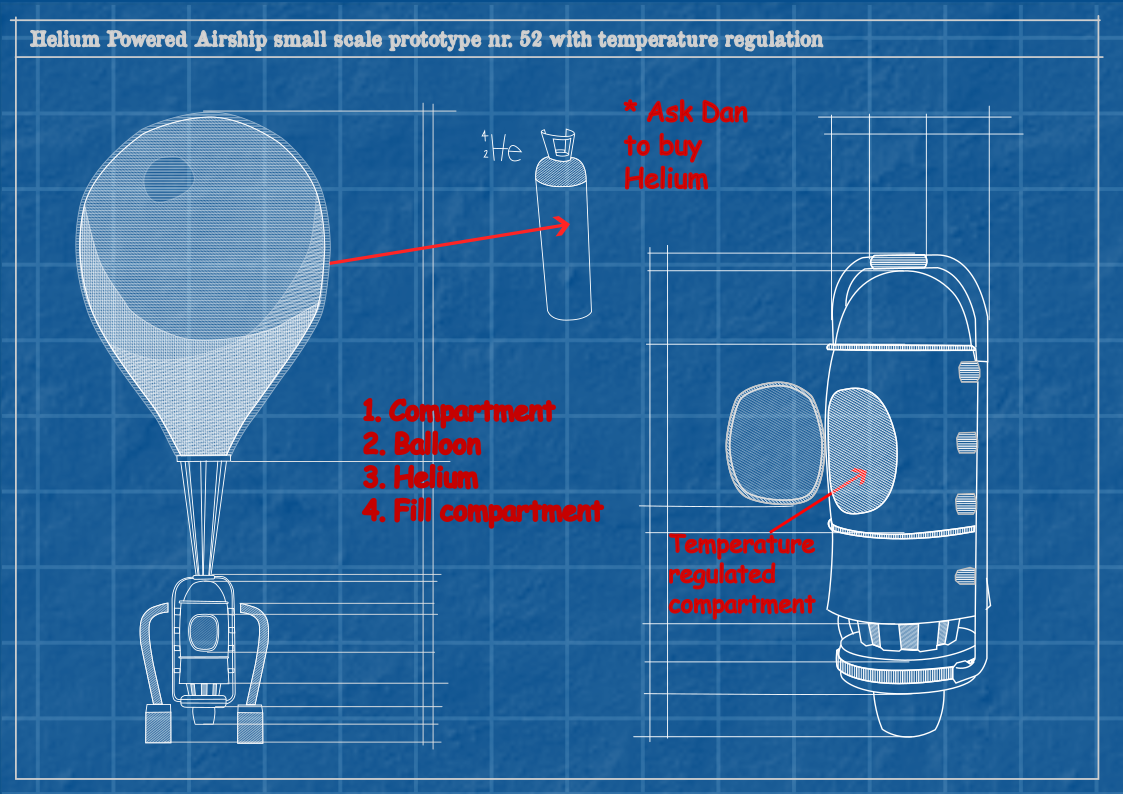 Helium Powered Airship small scale prototype nr. 52 with temperature regulation
* Ask Dan
to buy
Helium
4
2 He
1. Compartment
2. Balloon
3. Helium
4. Fill compartment
Temperature
regulated
compartment